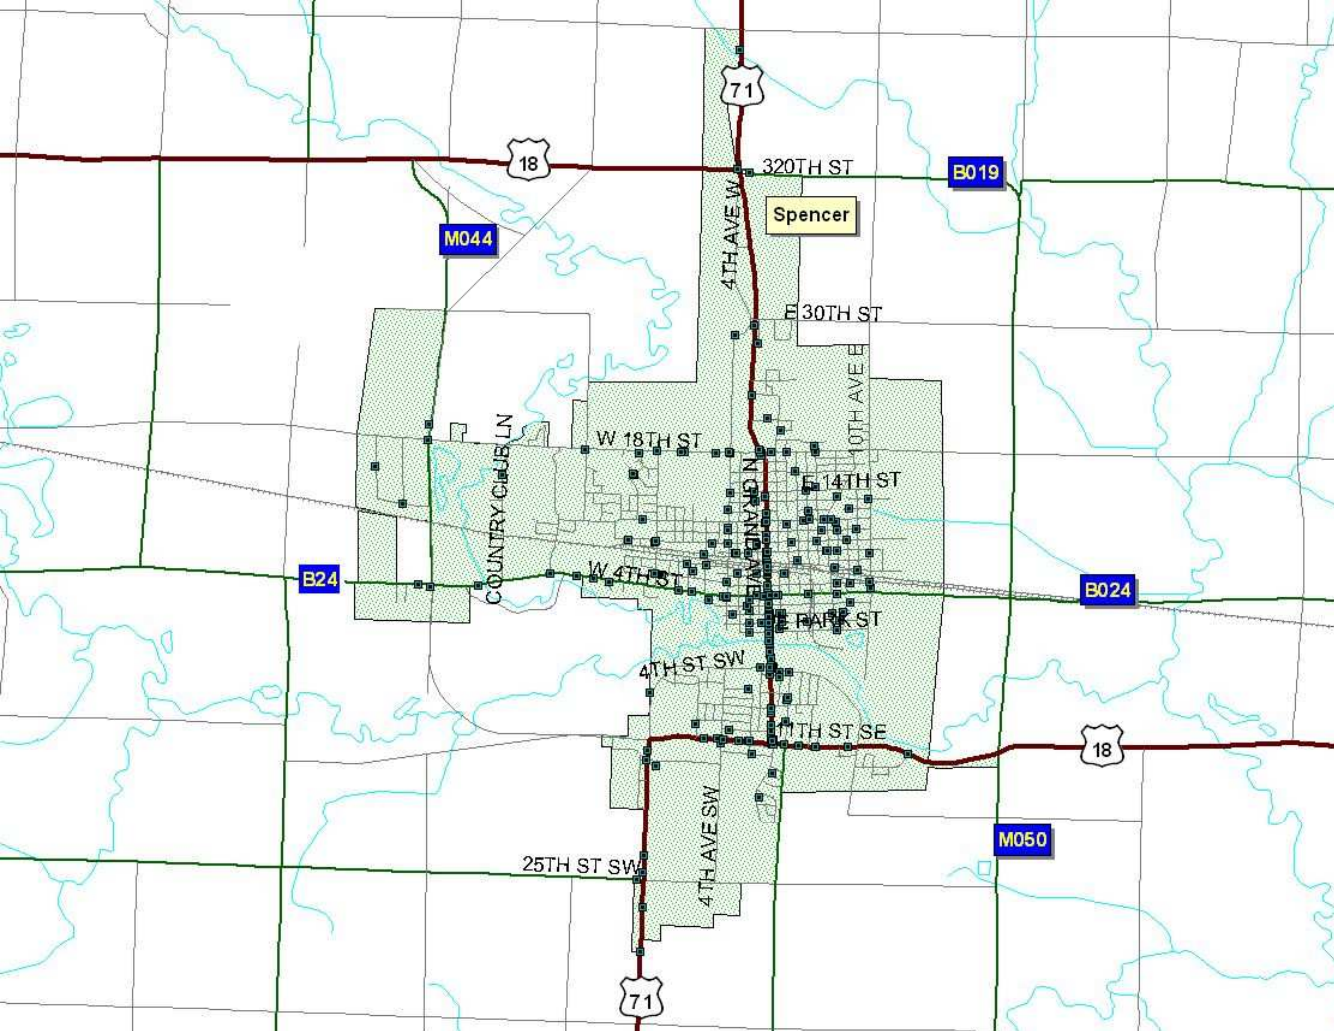 71
18
320TH ST
B019
Spencer
M044
4TH AVE W
E 30TH ST
10TH AVE E
COUNTRY CLUB LN
W 18TH ST
N GRAND AVE
E 14TH ST
B24
W 4TH ST
B024
E PARK ST
4TH ST SW
11TH ST SE
18
4TH AVE SW
M050
25TH ST SW
71